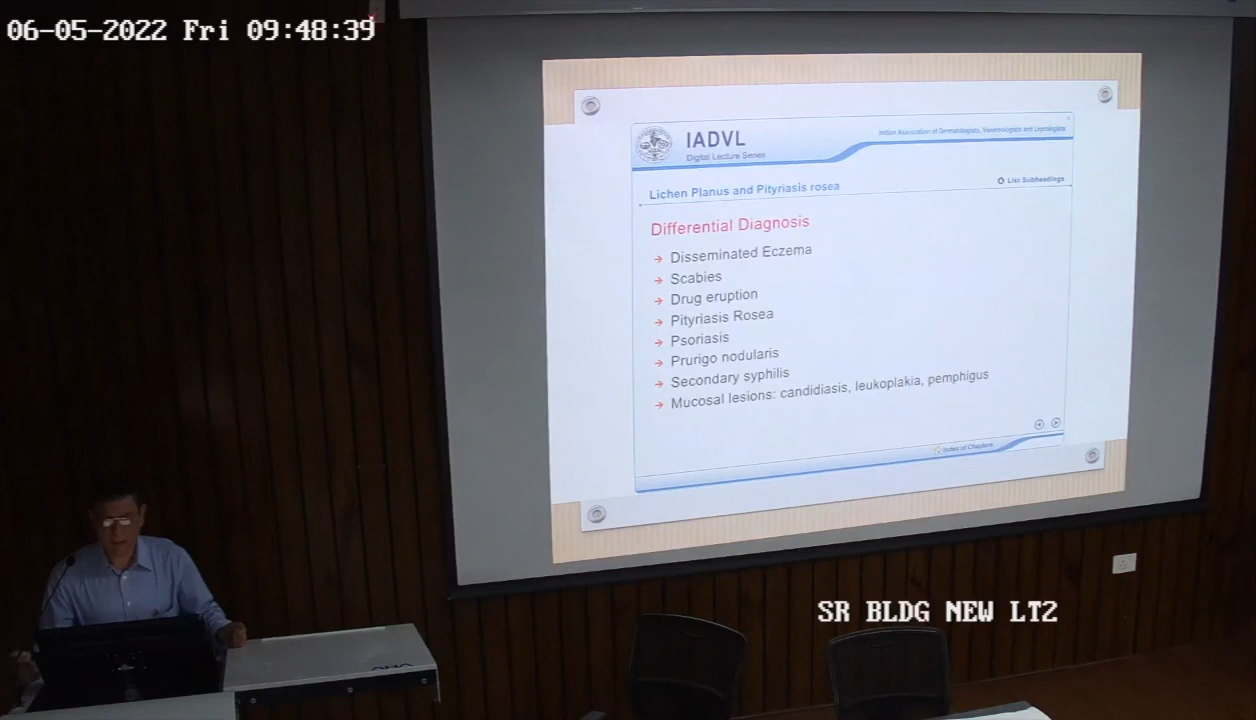 06-05-2022 Fri 09:48:39
IADVL
Digital Lecture Series
Indian Association of Dermatologists, Venereologists and Leprologists
Lichen Planus and Pityriasis rosea
List Subheadings
Differential Diagnosis
→ Disseminated Eczema
→ Scabies
→ Drug eruption
→ Pityriasis Rosea
→ Psoriasis
→ Prurigo nodularis
→ Secondary syphilis
→ Mucosal lesions: candidiasis, leukoplakia, pemphigus
Index of Chapters
SR BLDG NEW LT2